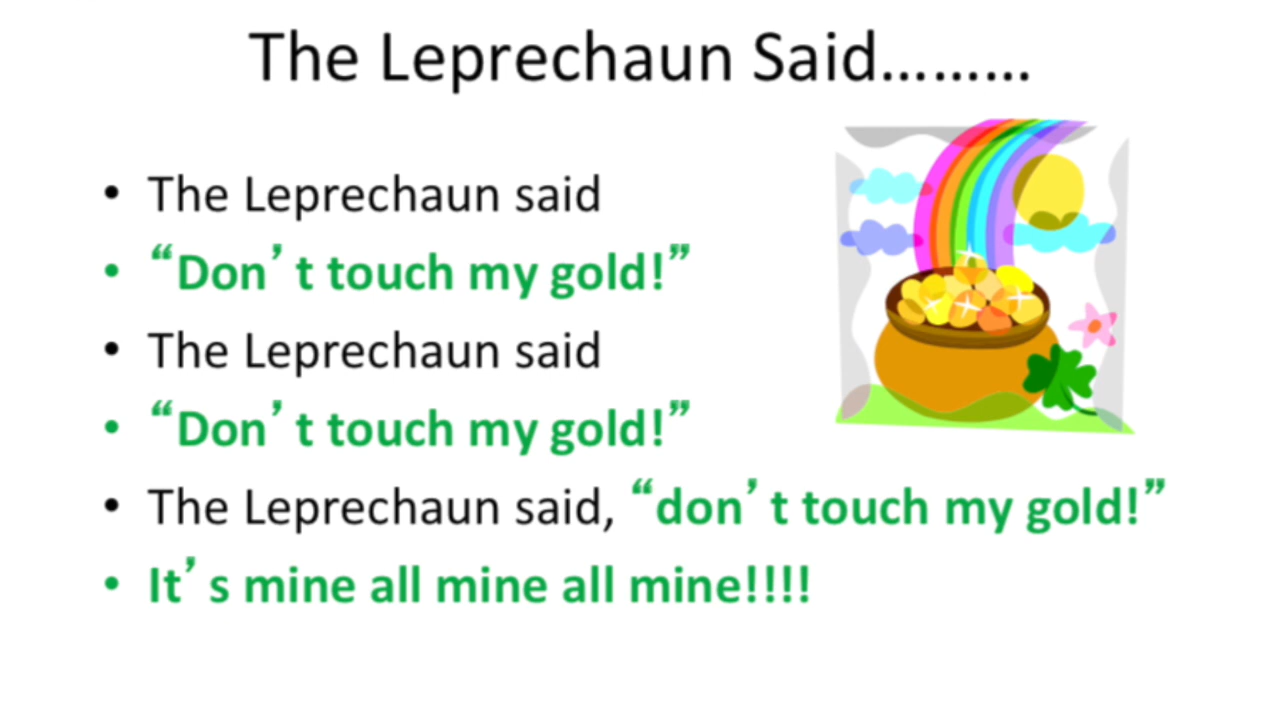 The Leprechaun Said………
• The Leprechaun said
• “Don’t touch my gold!”
• The Leprechaun said
• “Don’t touch my gold!”
• The Leprechaun said, “don’t touch my gold!”
• It’s mine all mine all mine!!!!